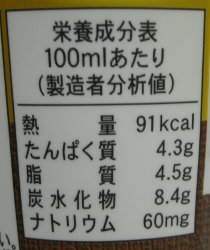 栄養成分表
100mlあたり
(製造者分析値)
熱量 91kcal
たんぱく質 4.3g
脂質 4.5g
炭水化物 8.4g
ナトリウム 60mg
い。